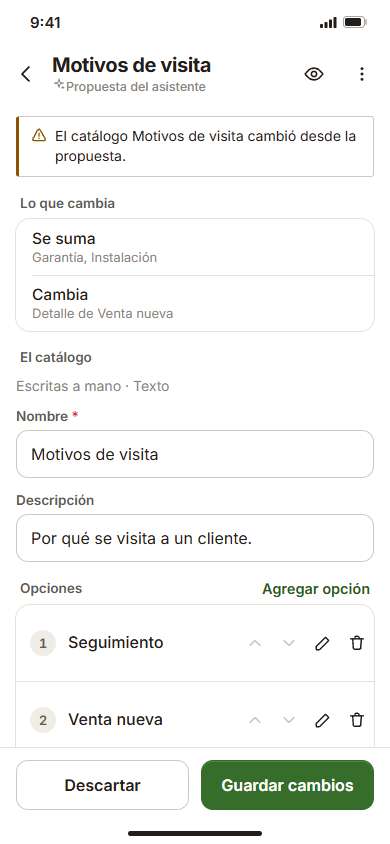 9:41
Motivos de visita
Propuesta del asistente
El catálogo Motivos de visita cambió desde la
propuesta.
Lo que cambia
Se suma
Garantía, Instalación
Cambia
Detalle de Venta nueva
El catálogo
Escritas a mano · Texto
Nombre *
Motivos de visita
Descripción
Por qué se visita a un cliente.
Opciones
Agregar opción
1
Seguimiento
2
Venta nueva
Descartar
Guardar cambios